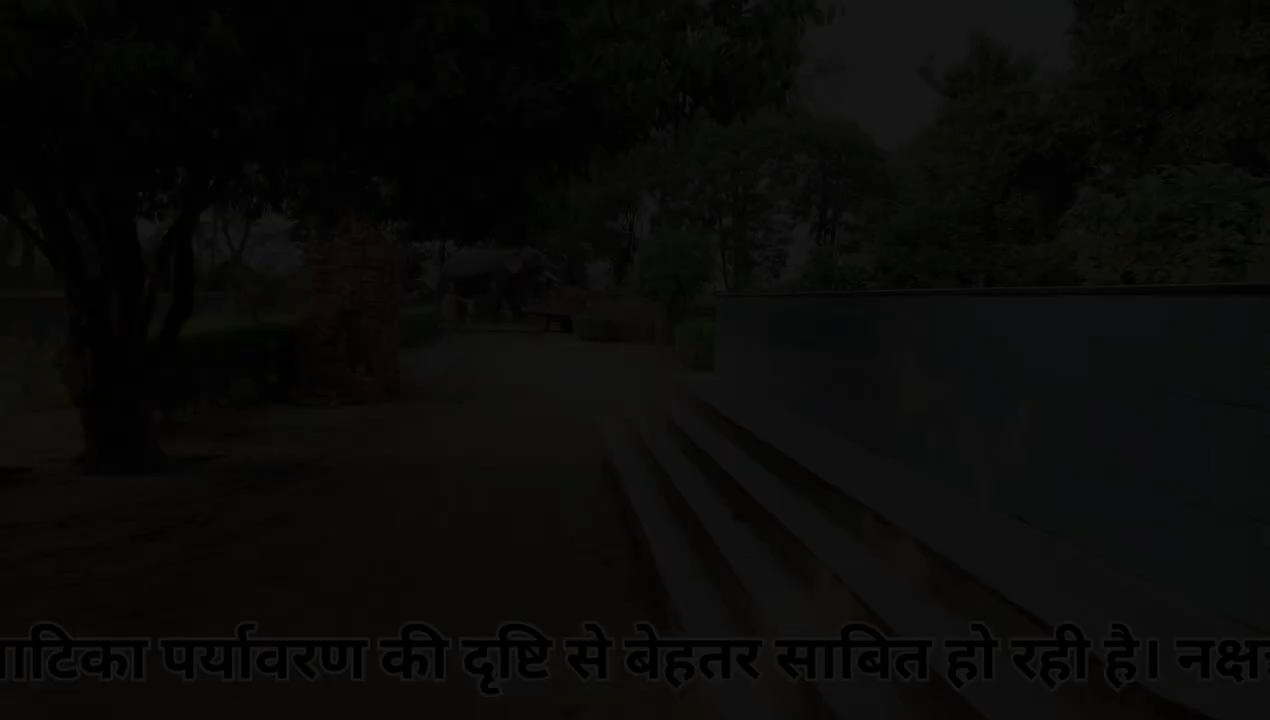 पर्यावरण की दृष्टि से बेहतर साबित हो रही है।